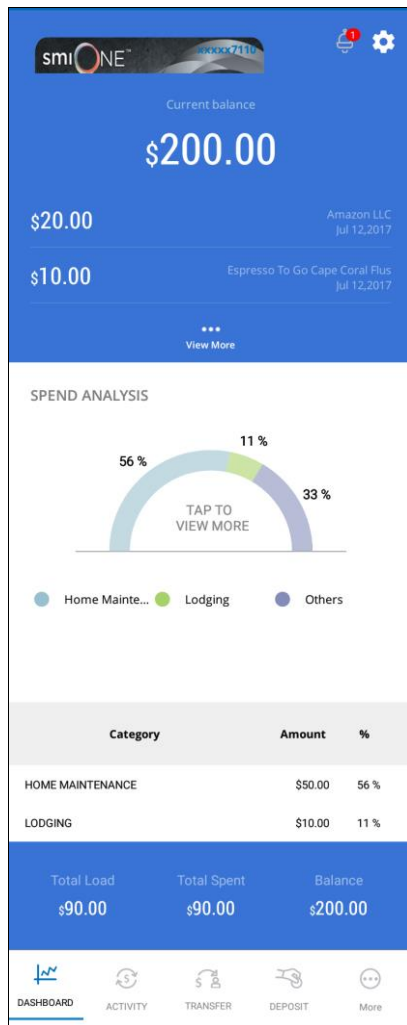 smiONE™
xxxxx7110
1
Current balance
$200.00
$20.00
Amazon LLC
Jul 12,2017
$10.00
Espresso To Go Cape Coral Flus
Jul 12,2017
View More
SPEND ANALYSIS
56 %
11 %
33 %
TAP TO
VIEW MORE
Home Mainte...
Lodging
Others
Category Amount %
HOME MAINTENANCE $50.00 56 %
LODGING $10.00 11 %
Total Load Total Spent Balance
$90.00 $90.00 $200.00
DASHBOARD ACTIVITY TRANSFER DEPOSIT More